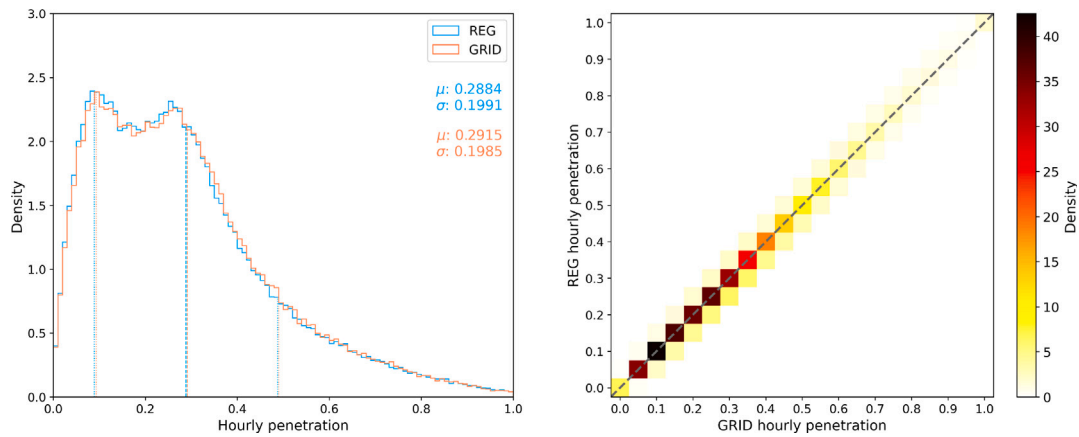 3.0
2.5
2.0
1.5
1.0
0.5
0.0
Density
0.0 0.2 0.4 0.6 0.8 1.0
Hourly penetration
REG
GRID
μ: 0.2884
σ: 0.1991
μ: 0.2915
σ: 0.1985
1.0
0.9
0.8
0.7
0.6
0.5
0.4
0.3
0.2
0.1
0.0
REG hourly penetration
0.0 0.1 0.2 0.3 0.4 0.5 0.6 0.7 0.8 0.9 1.0
GRID hourly penetration
40
35
30
25
20
15
10
5
0
Density